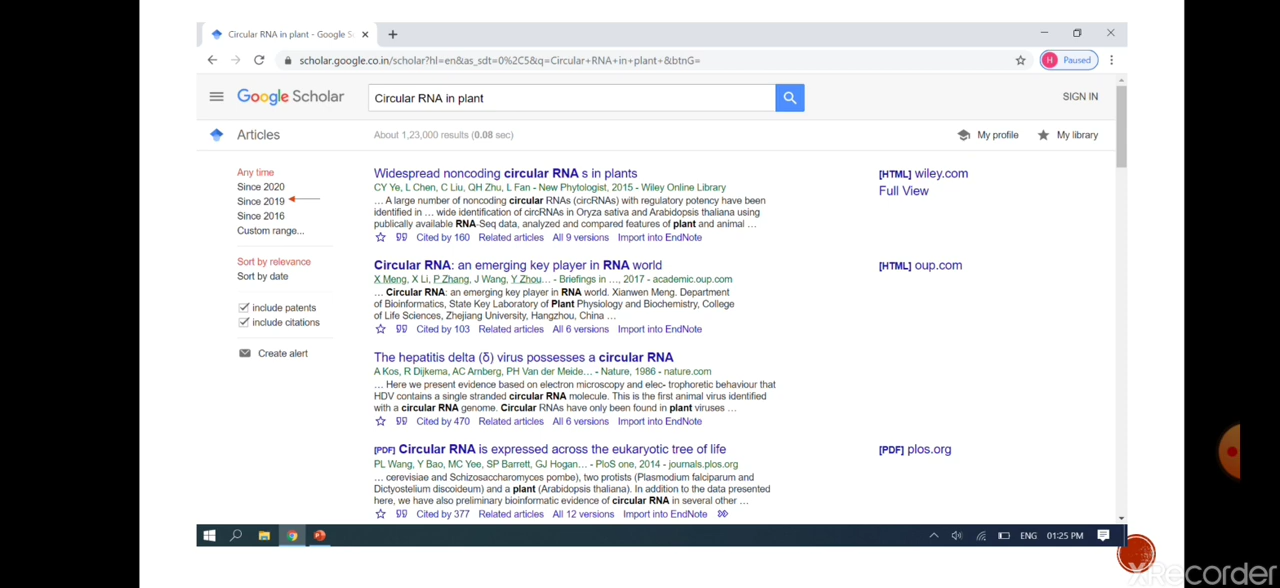 Circular RNA in plant - Google S
scholar.google.co.in/scholar?hl=en&as_sdt=0%2C5&q=Circular+RNA+in+plant+&btnG=
H Paused
Google Scholar
Circular RNA in plant
SIGN IN
Articles
About 1,23,000 results (0.08 sec)
My profile
My library
Any time
Since 2020
Since 2019
Since 2016
Custom range...
Sort by relevance
Sort by date
include patents
include citations
Create alert
Widespread noncoding circular RNA s in plants
CY Ye, L Chen, C Liu, QH Zhu, L Fan - New Phytologist, 2015 - Wiley Online Library
... A large number of noncoding circular RNAs (circRNAs) with regulatory potency have been
identified in ... wide identification of circRNAs in Oryza sativa and Arabidopsis thaliana using
publically available RNA-Seq data, analyzed and compared features of plant and animal ...
Cited by 160 Related articles All 9 versions Import into EndNote
[HTML] wiley.com
Full View
Circular RNA: an emerging key player in RNA world
X Meng, X Li, P Zhang, J Wang, Y Zhou... - Briefings in ..., 2017 - academic.oup.com
... Circular RNA: an emerging key player in RNA world. Xianwen Meng. Department
of Bioinformatics, State Key Laboratory of Plant Physiology and Biochemistry, College
of Life Sciences, Zhejiang University, Hangzhou, China ...
Cited by 103 Related articles All 6 versions Import into EndNote
[HTML] oup.com
The hepatitis delta (δ) virus possesses a circular RNA
A Kos, R Dijkema, AC Arnberg, PH Van der Meide... - Nature, 1986 - nature.com
... Here we present evidence based on electron microscopy and elec- trophoretic behaviour that
HDV contains a single stranded circular RNA molecule. This is the first animal virus identified
with a circular RNA genome. Circular RNAs have only been found in plant viruses ...
Cited by 470 Related articles All 6 versions Import into EndNote
[PDF] Circular RNA is expressed across the eukaryotic tree of life
PL Wang, Y Bao, MC Yee, SP Barrett, GJ Hogan... - PloS one, 2014 - journals.plos.org
... cerevisiae and Schizosaccharomyces pombe), two protists (Plasmodium falciparum and
Dictyostelium discoideum) and a plant (Arabidopsis thaliana). In addition to the data presented
here, we have also preliminary bioinformatic evidence of circular RNA in several other ...
Cited by 377 Related articles All 12 versions Import into EndNote
[PDF] plos.org
ENG 01:25 PM
XRecorder